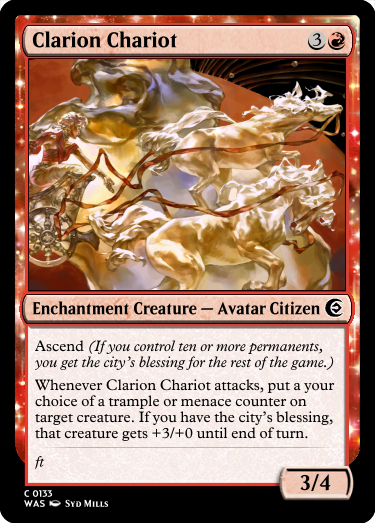 Clarion Chariot 3
Enchantment Creature — Avatar Citizen
Ascend (If you control ten or more permanents,
you get the city's blessing for the rest of the game.)
Whenever Clarion Chariot attacks, put a your
choice of a trample or menace counter on
target creature. If you have the city's blessing,
that creature gets +3/+0 until end of turn.
ft
3/4
C 0133
WAS SYD MILLS